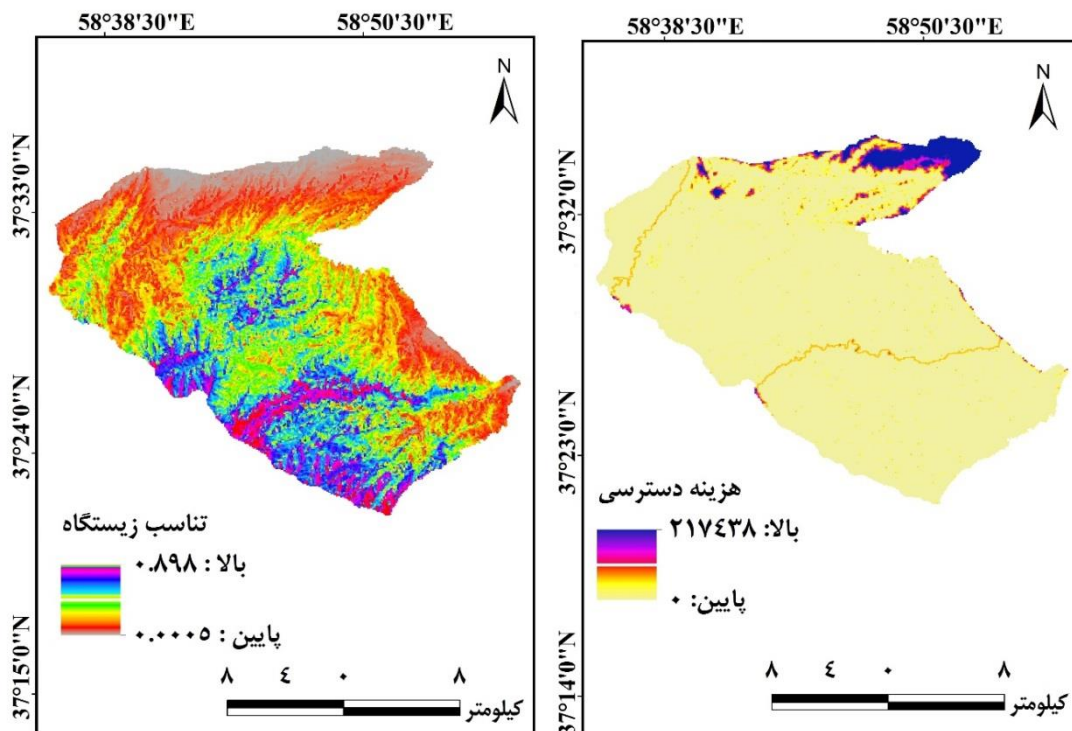 58°38'30"E 58°50'30"E
N
37°33'0"N
37°24'0"N
37°15'0"N
تناسب زیستگاه
بالا : ۰.۸۹۸
پایین : ۰.۰۰۰۵
۸ ٤ ۰ ۸
کیلومتر
58°38'30"E 58°50'30"E
N
37°32'0"N
37°23'0"N
37°14'0"N
هزینه دسترسی
بالا: ۲۱۷٤۳۸
پایین: ۰
۸ ٤ ۰ ۸
کیلومتر